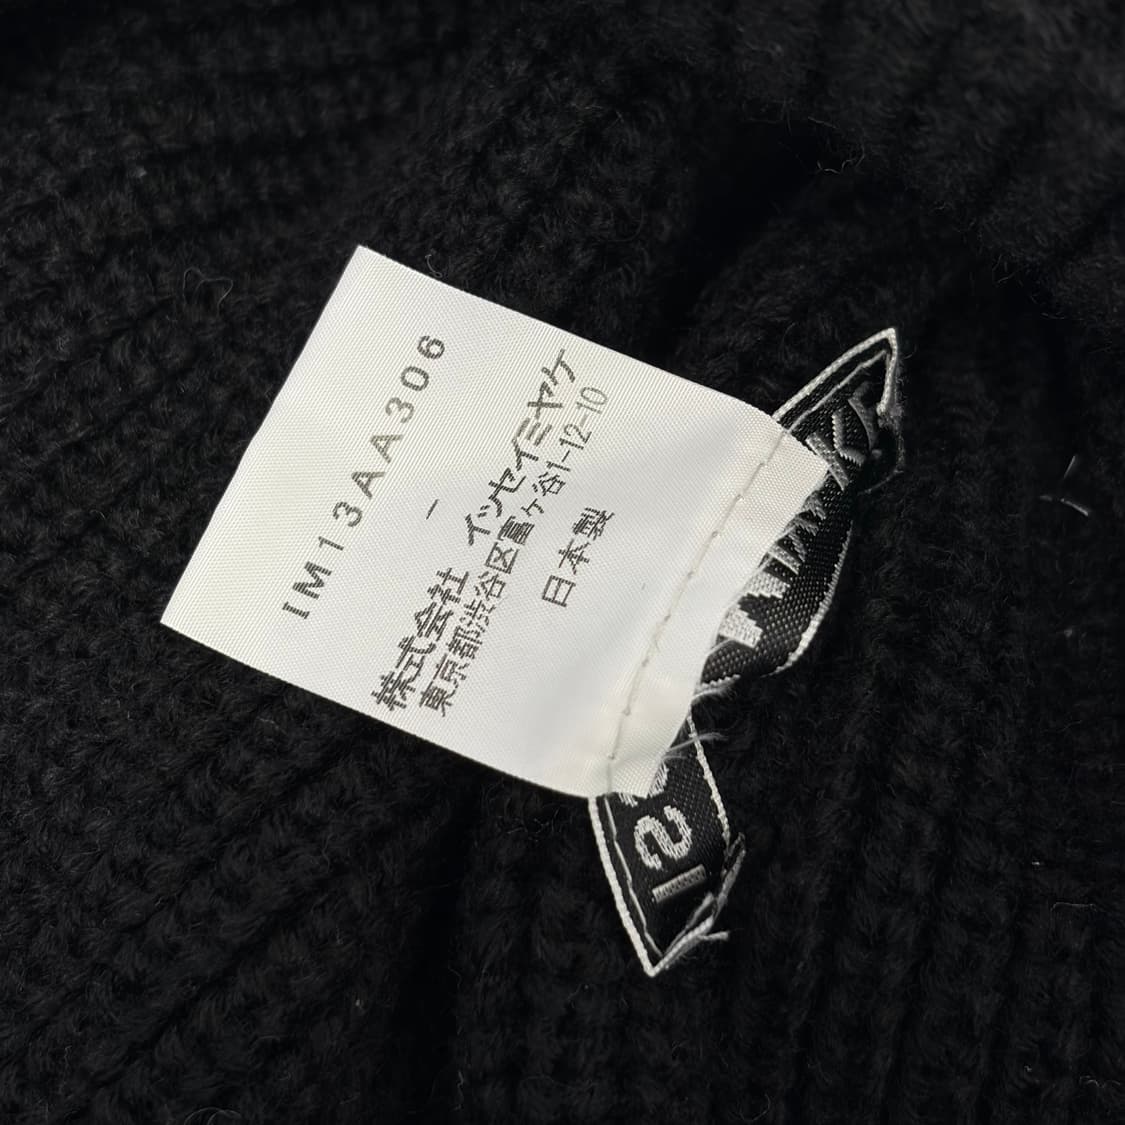 IM13AA306
-
株式会社 イッセイミヤケ
東京都渋谷区富ヶ谷1-12-10
日本製